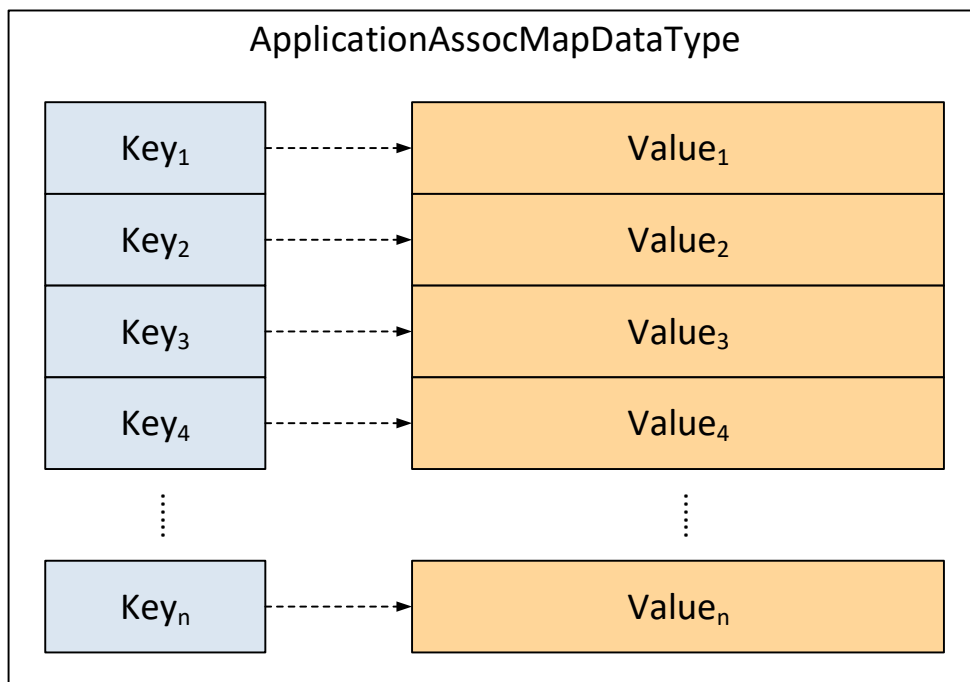 ApplicationAssocMapDataType
Key₁ Value₁
Key₂ Value₂
Key₃ Value₃
Key₄ Value₄
Keyₙ Valueₙ